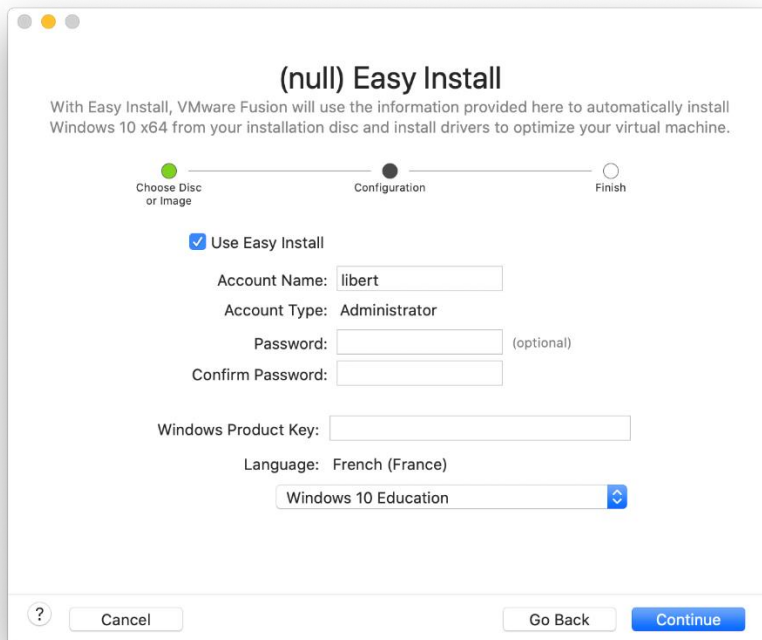 (null) Easy Install
With Easy Install, VMware Fusion will use the information provided here to automatically install
Windows 10 x64 from your installation disc and install drivers to optimize your virtual machine.
Choose Disc
or Image
Configuration
Finish
Use Easy Install
Account Name: libert
Account Type: Administrator
Password: (optional)
Confirm Password:
Windows Product Key:
Language: French (France)
Windows 10 Education
? Cancel Go Back Continue